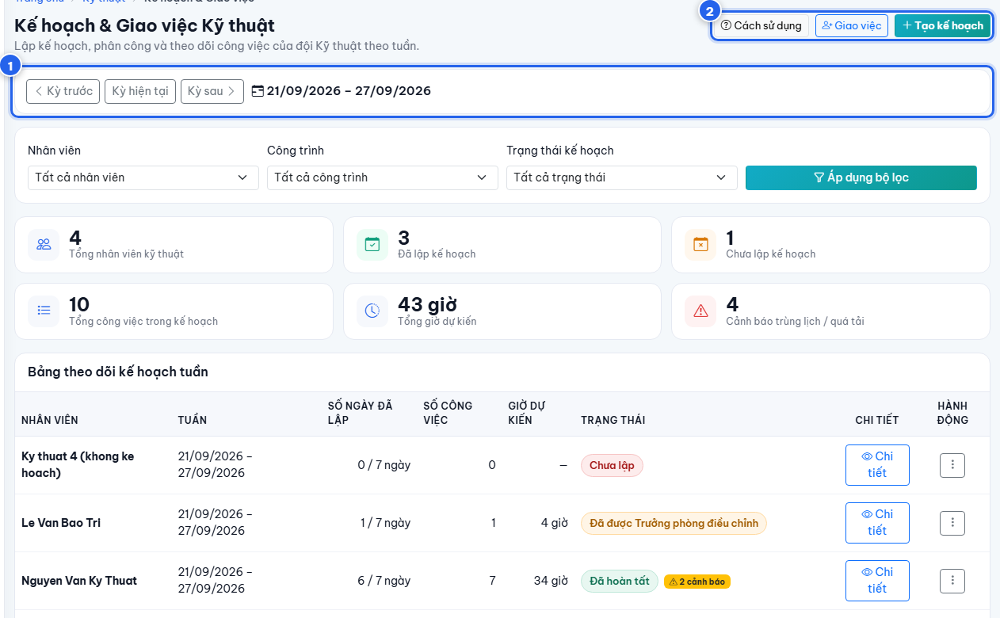 Trang chủ / Kỹ thuật / Kế hoạch & Giao việc
Kế hoạch & Giao việc Kỹ thuật
Lập kế hoạch, phân công và theo dõi công việc của đội Kỹ thuật theo tuần.
2
Cách sử dụng
Giao việc
+ Tạo kế hoạch
1
< Kỳ trước
Kỳ hiện tại
Kỳ sau >
21/09/2026 – 27/09/2026
Nhân viên
Công trình
Trạng thái kế hoạch
Tất cả nhân viên
Tất cả công trình
Tất cả trạng thái
Áp dụng bộ lọc
4
Tổng nhân viên kỹ thuật
3
Đã lập kế hoạch
1
Chưa lập kế hoạch
10
Tổng công việc trong kế hoạch
43 giờ
Tổng giờ dự kiến
4
Cảnh báo trùng lịch / quá tải
Bảng theo dõi kế hoạch tuần
NHÂN VIÊN
TUẦN
SỐ NGÀY ĐÃ
LẬP
SỐ CÔNG
VIỆC
GIỜ DỰ
KIẾN
TRẠNG THÁI
CHI TIẾT
HÀNH
ĐỘNG
Ky thuat 4 (khong ke
hoach)
21/09/2026 –
27/09/2026
0 / 7 ngày
0
—
Chưa lập
Chi
tiết
Le Van Bao Tri
21/09/2026 –
27/09/2026
1 / 7 ngày
1
4 giờ
Đã được Trưởng phòng điều chỉnh
Chi
tiết
Nguyen Van Ky Thuat
21/09/2026 –
27/09/2026
6 / 7 ngày
7
34 giờ
Đã hoàn tất
2 cảnh báo
Chi
tiết